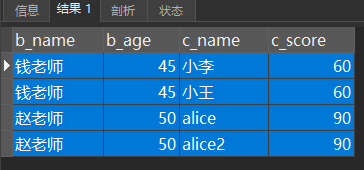 信息 结果 1 剖析 状态
b_name b_age c_name c_score
钱老师 45 小李 60
钱老师 45 小王 60
赵老师 50 alice 90
赵老师 50 alice2 90